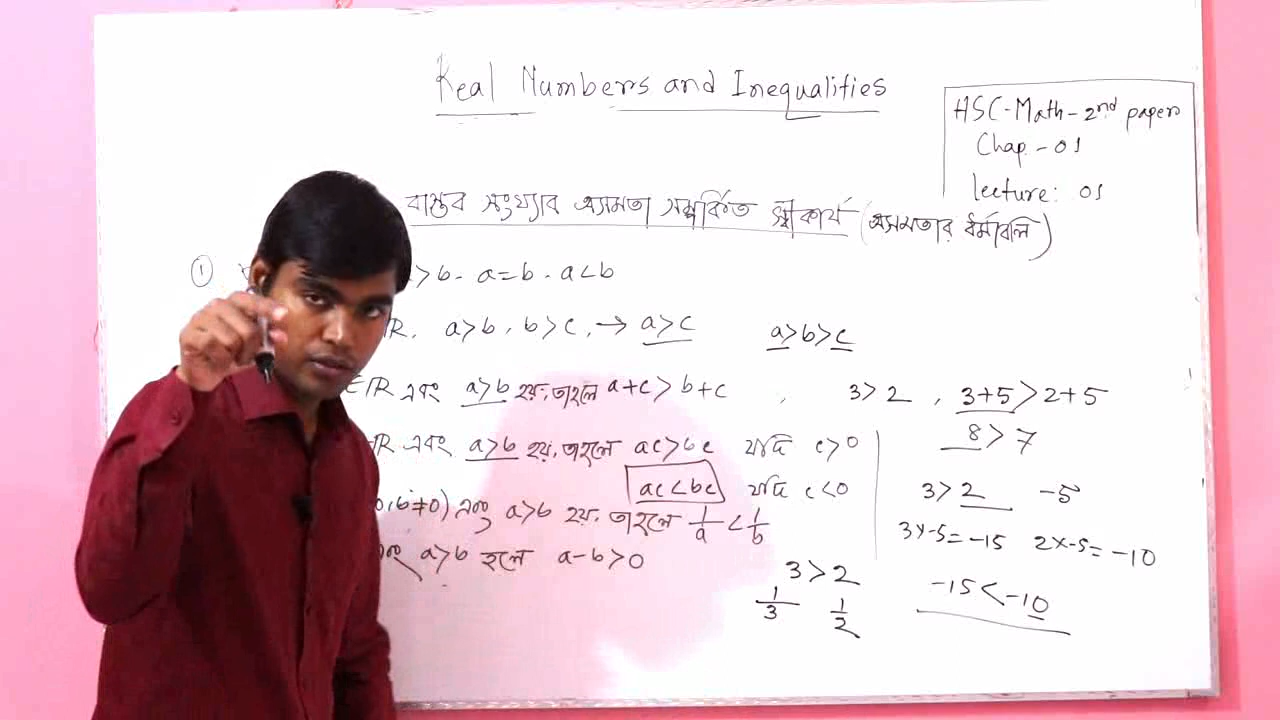 Real Numbers and Inequalities
HSC-Math-2nd paper
Chap-01
lecture: 01
বাস্তব সংখ্যার অসমতা সম্পর্কিত স্বীকার্য (অসমতার ধর্মাবলি)
① a>b, a=b, a<b
∈IR, a>b, b>c, → a>c a>b>c
∈IR এবং a>b হয়, তাহলে a+c>b+c , 3>2, 3+5>2+5
8>7
∈IR এবং a>b হয়, তাহলে ac>bc যদি c>0
ac<bc যদি c<0
3>2 -5
b≠0) এবং a>b হয়, তাহলে 1/a < 1/b
3×-5=-15 2×-5=-10
a>b হলে a-b>0
3>2
1/3 1/2
-15<-10